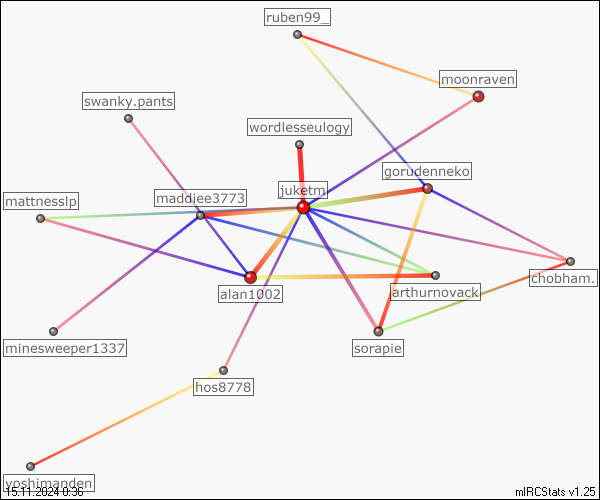 ruben99_
moonraven
swanky.pants
wordlesseulogy
gorudenneko
juketm
maddiee3773
mattnesslp
chobham.
alan1002
arthurnovack
minesweeper1337
sorapie
hos8778
yoshimanden
15.11.2024 0:36
mIRCStats v1.25